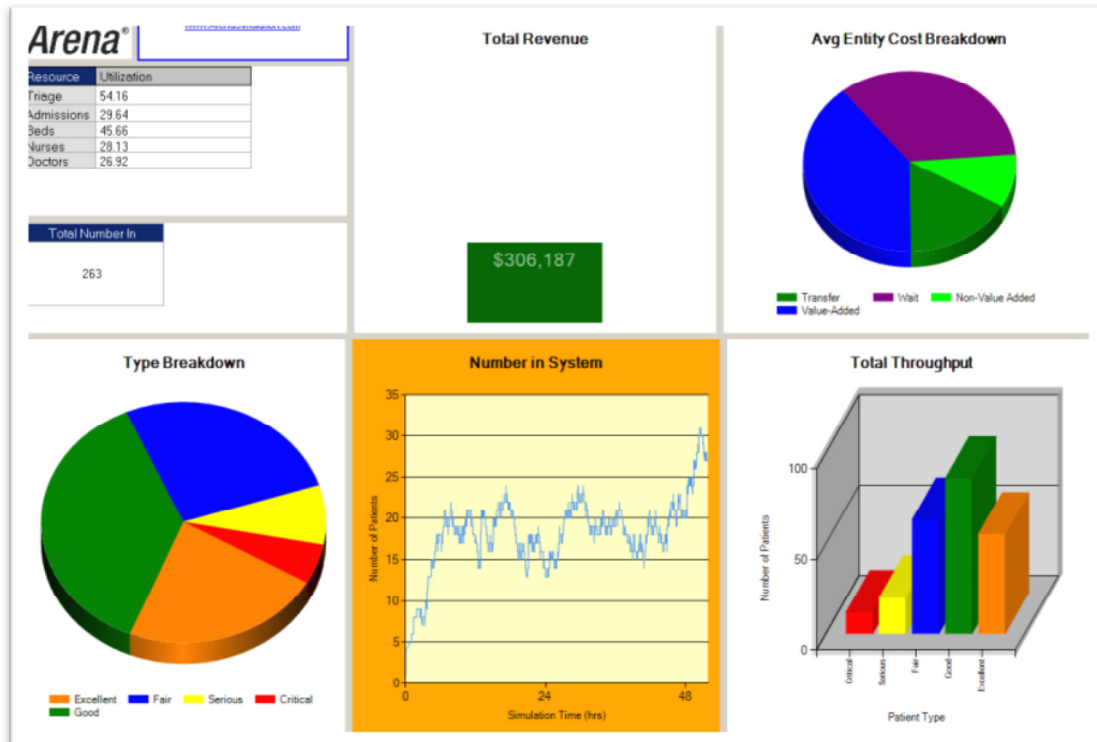 Arena®
Resource Utilization
Triage 54.16
Admissions 29.64
Beds 45.66
Nurses 28.13
Doctors 26.92
Total Number In
263
Total Revenue
$306,187
Avg Entity Cost Breakdown
Transfer Wait Non-Value Added
Value-Added
Type Breakdown
Excellent Fair Serious Critical
Good
Number in System
Number of Patients
35
30
25
20
15
10
5
0
0 24 48
Simulation Time (hrs)
Total Throughput
Number of Patients
100
50
0
Critical
Serious
Fair
Good
Excellent
Patient Type